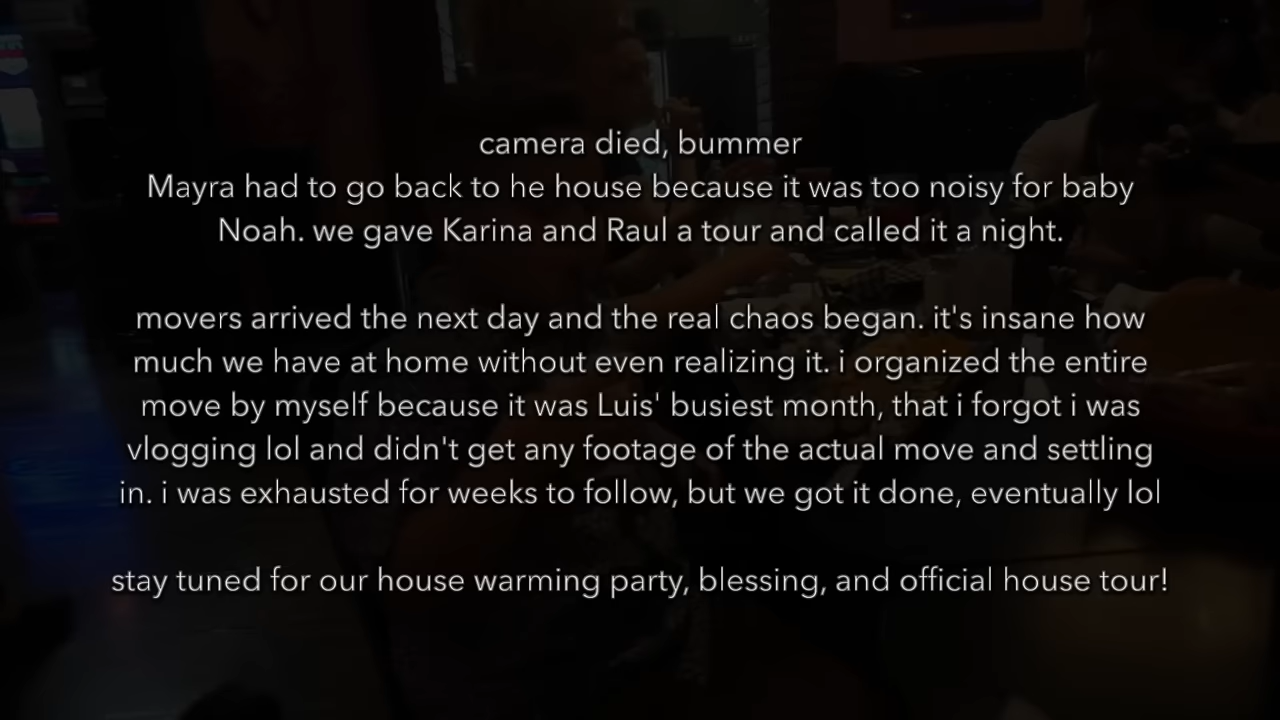 camera died, bummer
Mayra had to go back to he house because it was too noisy for baby
Noah. we gave Karina and Raul a tour and called it a night.
movers arrived the next day and the real chaos began. it's insane how
much we have at home without even realizing it. i organized the entire
move by myself because it was Luis' busiest month, that i forgot i was
vlogging lol and didn't get any footage of the actual move and settling
in. i was exhausted for weeks to follow, but we got it done, eventually lol
stay tuned for our house warming party, blessing, and official house tour!